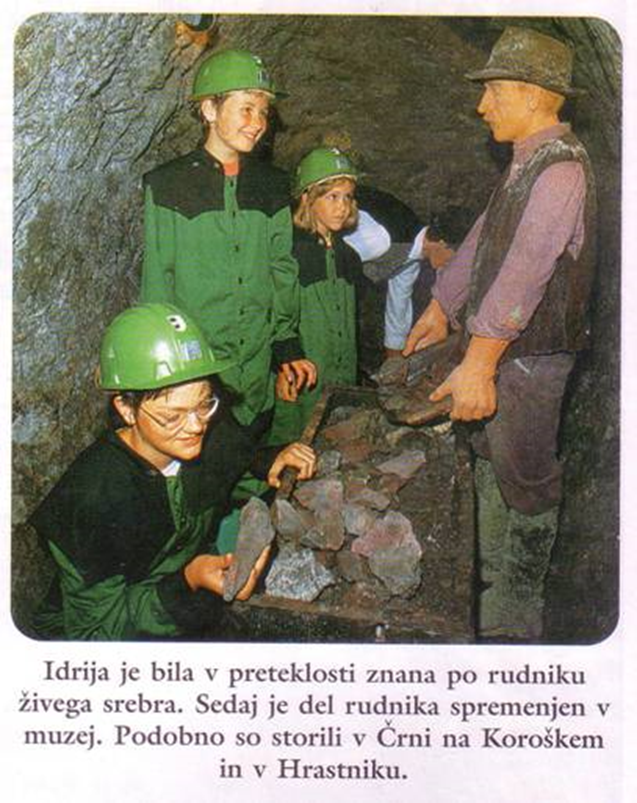 Idrija je bila v preteklosti znana po rudniku
živega srebra. Sedaj je del rudnika spremenjen v
muzej. Podobno so storili v Črni na Koroškem
in v Hrastniku.